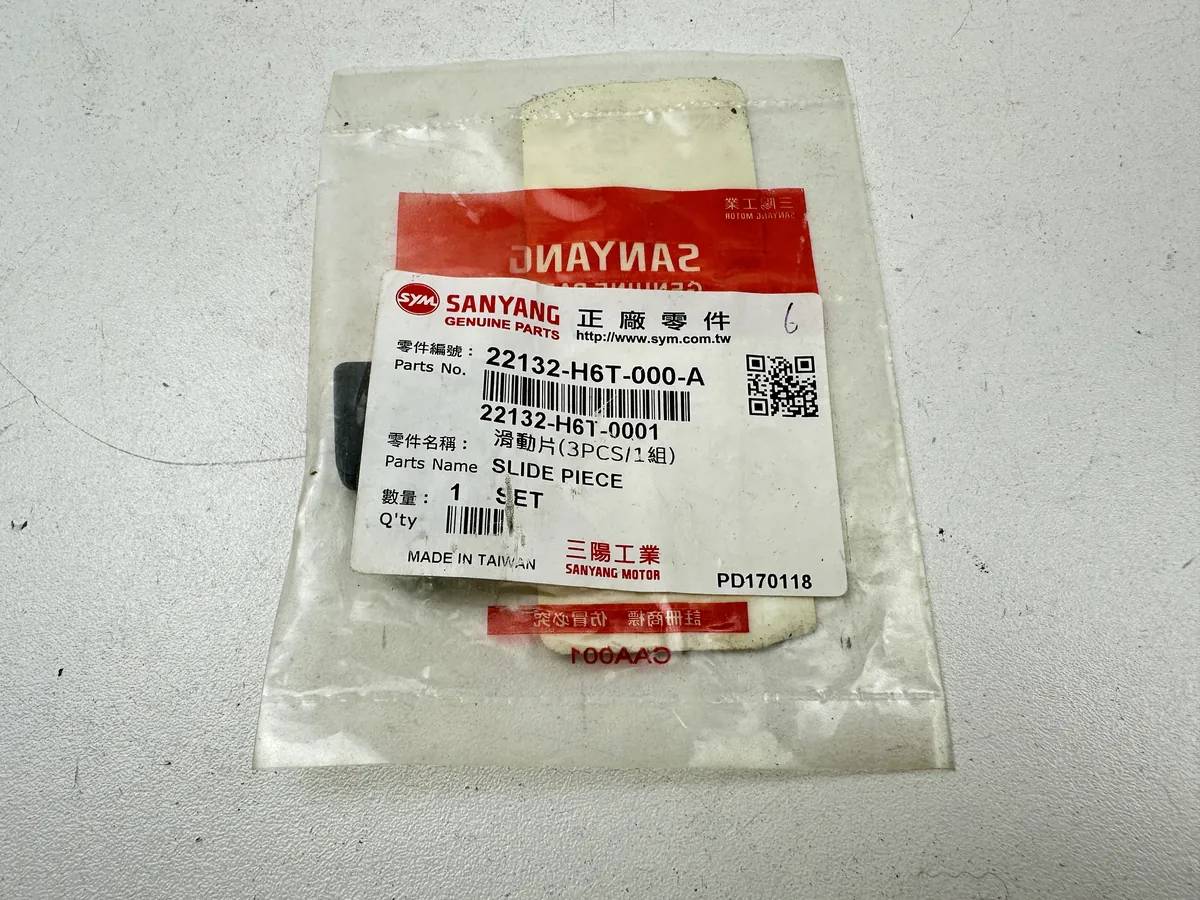 三陽工業
SANYANG MOTOR
SANYANG
GENUINE PA
SYM SANYANG
GENUINE PARTS
正廠零件
http://www.sym.com.tw
6
零件編號:
Parts No.
22132-H6T-000-A
22132-H6T-0001
零件名稱:
滑動片(3PCS/1組)
Parts Name
SLIDE PIECE
數量: 1 SET
Q'ty
MADE IN TAIWAN
三陽工業
SANYANG MOTOR
PD170118
註冊商標 仿冒必究
CAA001